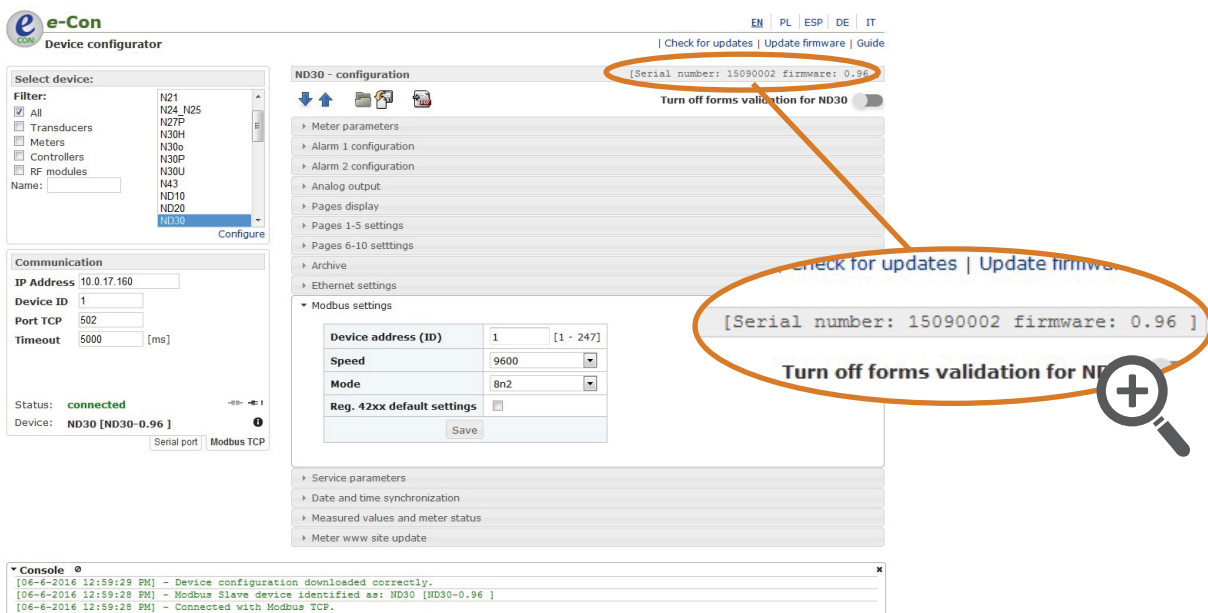 e-Con
EN | PL | ESP | DE | IT
e
CON
Device configurator
| Check for updates | Update firmware | Guide
Select device:
Filter:
All
Transducers
Meters
Controllers
RF modules
Name:
N21
N24_N25
N27P
N30H
N30o
N30P
N30U
N43
ND10
ND20
ND30
Configure
Communication
IP Address 10.0.17.160
Device ID 1
Port TCP 502
Timeout 5000 [ms]
Status: connected
Device: ND30 [ND30-0.96 ]
Serial port Modbus TCP
ND30 - configuration
[Serial number: 15090002 firmware: 0.96
Turn off forms validation for ND30
Meter parameters
Alarm 1 configuration
Alarm 2 configuration
Analog output
Pages display
Pages 1-5 settings
Pages 6-10 setttings
Archive
Ethernet settings
Modbus settings
Device address (ID) 1 [1 - 247]
Speed 9600
Mode 8n2
Reg. 42xx default settings
Save
Service parameters
Date and time synchronization
Measured values and meter status
Meter www site update
Check for updates | Update firmwa
[Serial number: 15090002 firmware: 0.96 ]
Turn off forms validation for ND
Console
[06-6-2016 12:59:29 PM] - Device configuration downloaded correctly.
[06-6-2016 12:59:28 PM] - Modbus Slave device identified as: ND30 [ND30-0.96 ]
[06-6-2016 12:59:28 PM] - Connected with Modbus TCP.